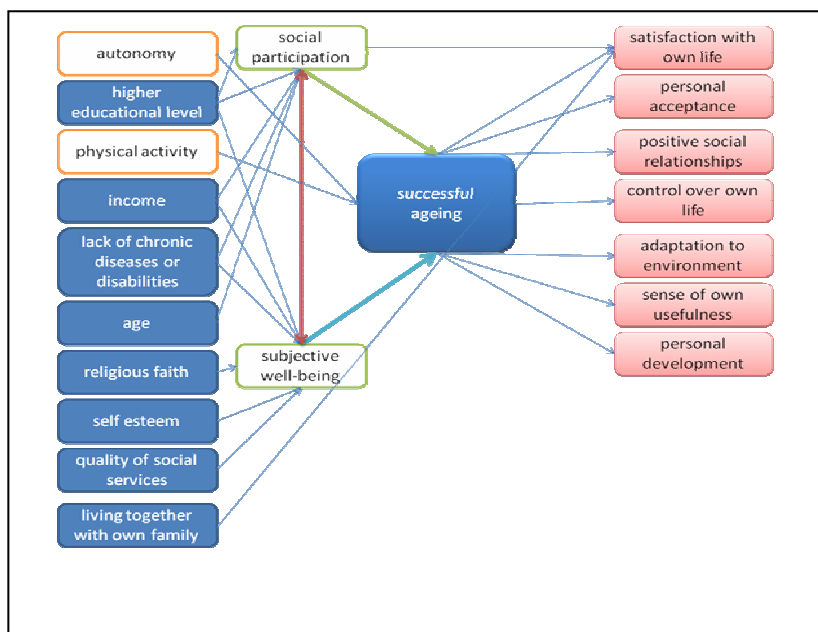 autonomy
higher
educational level
physical activity
income
lack of chronic
diseases or
disabilities
age
religious faith
self esteem
quality of social
services
living together
with own family
social
participation
subjective
well-being
successful
ageing
satisfaction with
own life
personal
acceptance
positive social
relationships
control over own
life
adaptation to
environment
sense of own
usefulness
personal
development